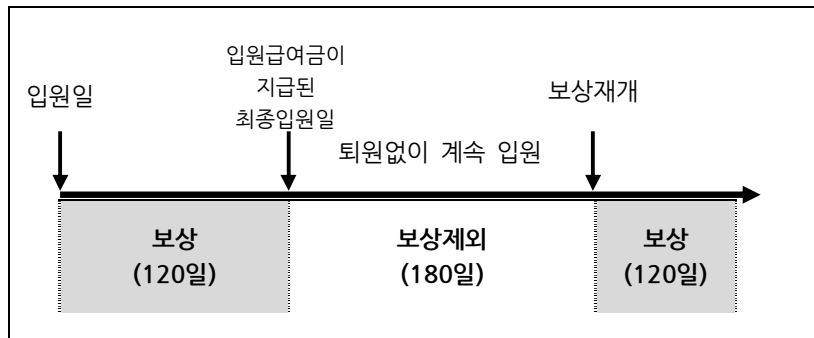 입원일
입원급여금이
지급된
최종입원일
보상재개
퇴원없이 계속 입원
보상
(120일)
보상제외
(180일)
보상
(120일)